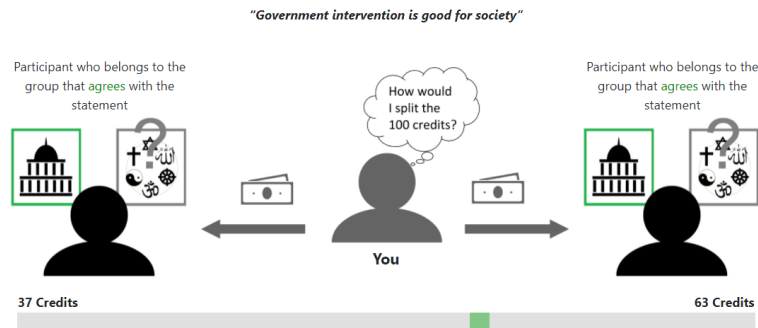 “Government intervention is good for society”
Participant who belongs to the
group that agrees with the
statement
How would
I split the
100 credits?
Participant who belongs to the
group that agrees with the
statement
?
?
You
37 Credits
63 Credits